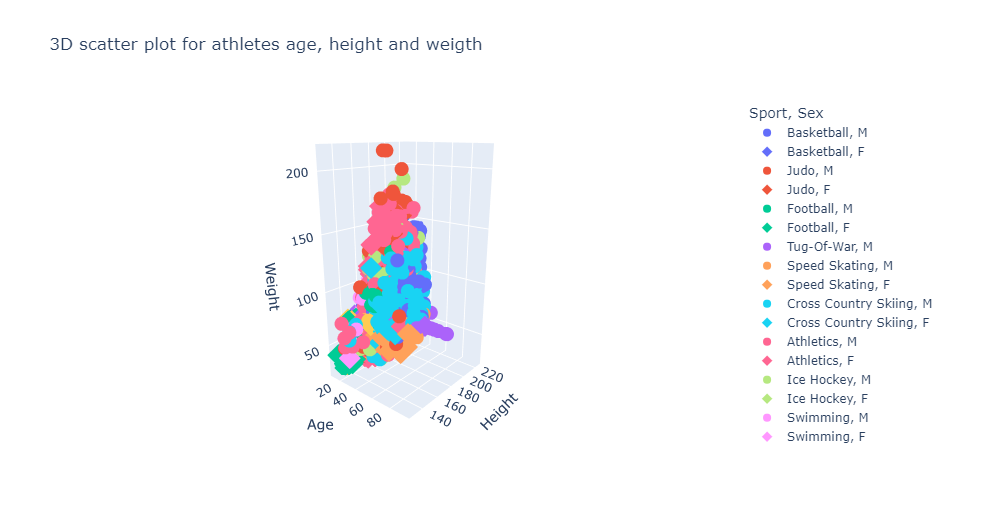 3D scatter plot for athletes age, height and weigth
Sport, Sex
Basketball, M
Basketball, F
Judo, M
Judo, F
Football, M
Football, F
Tug-Of-War, M
Speed Skating, M
Speed Skating, F
Cross Country Skiing, M
Cross Country Skiing, F
Athletics, M
Athletics, F
Ice Hockey, M
Ice Hockey, F
Swimming, M
Swimming, F
200
150
100
50
Weight
20
40
60
80
Age
220
200
180
160
140
Height